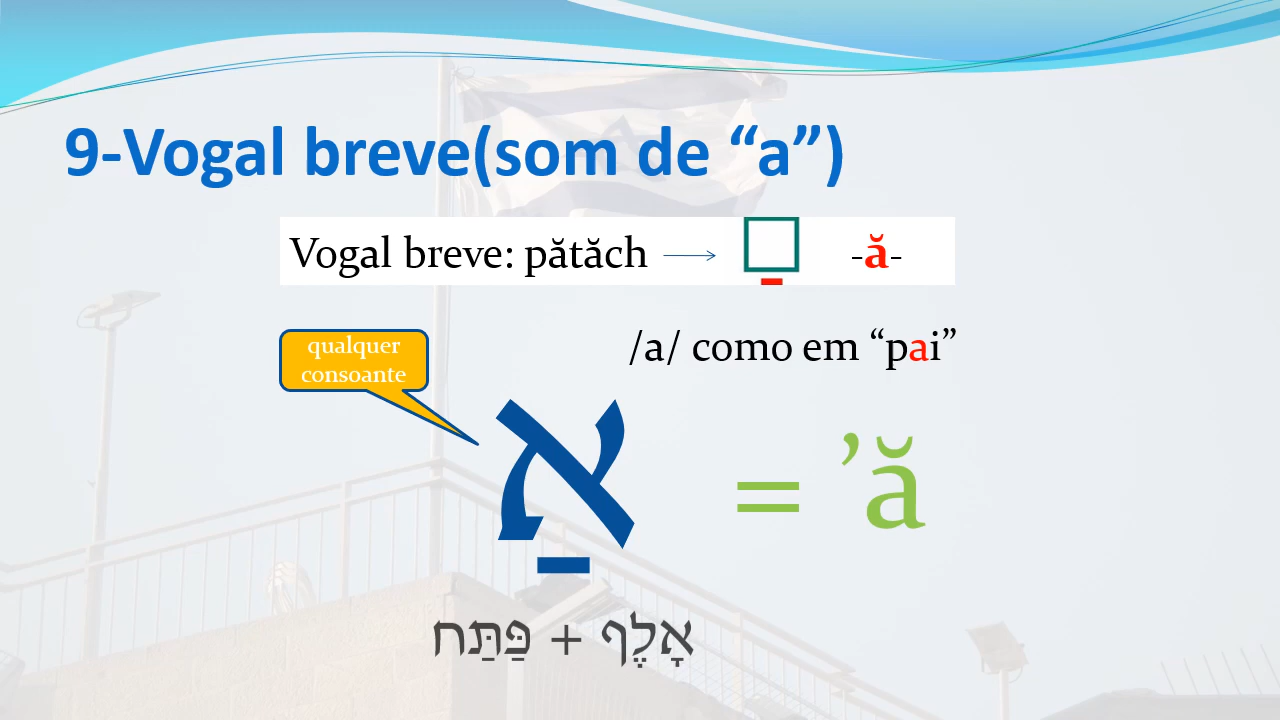 9-Vogal breve(som de “a”)
Vogal breve: pătăch → □ַ -ă-
/a/ como em “pai”
qualquer
consoante
אַ = ’ă
אָלֶף + פַּתַּח